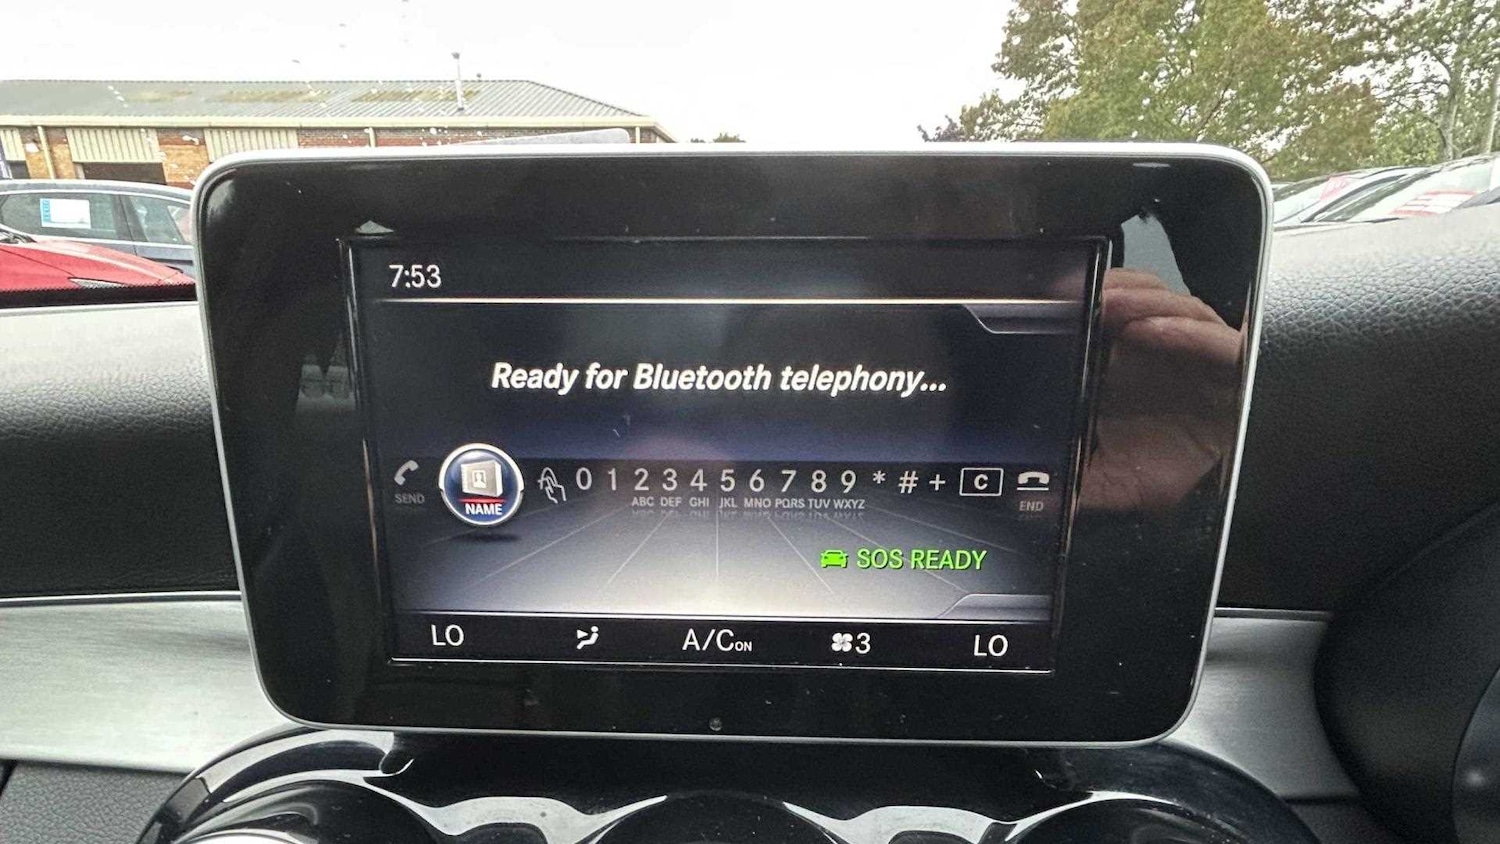 7:53
Ready for Bluetooth telephony...
SEND
NAME
0 1 2 3 4 5 6 7 8 9 * # + C
ABC DEF GHI JKL MNO PQRS TUV WXYZ
END
SOS READY
LO A/C ON 3 LO